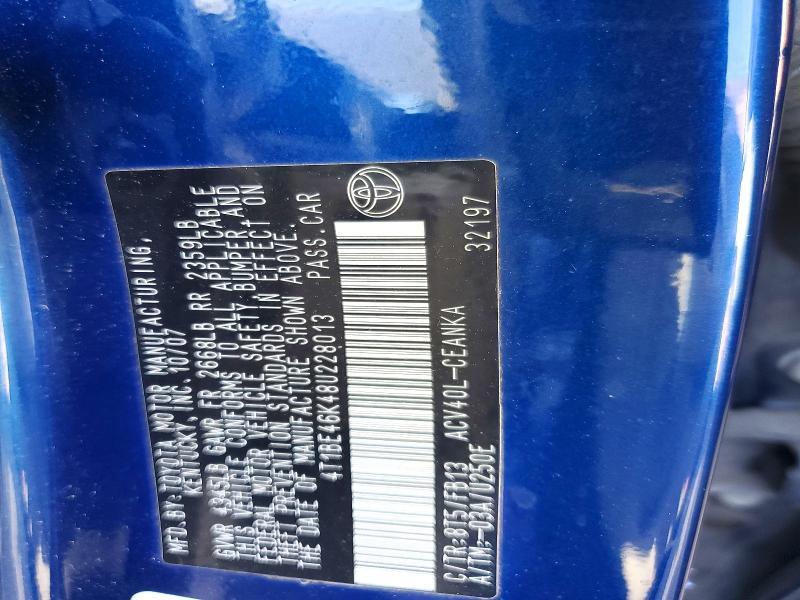 MFD.BY:TOYOTA MOTOR MANUFACTURING,
KENTUCKY, INC. 10/07
GVWR 4945LB GAWR FR 2668LB RR 2359LB
THIS VEHICLE CONFORMS TO ALL APPLICABLE
FEDERAL MOTOR VEHICLE SAFETY,BUMPER,AND
THEFT PREVENTION STANDARDS IN EFFECT ON
THE DATE OF MANUFACTURE SHOWN ABOVE.
4T1BE46K48U228013 PASS.CAR
C/TR:8T5/FB13 ACV40L-CEANKA 32197
A/TM:-03A/U250E